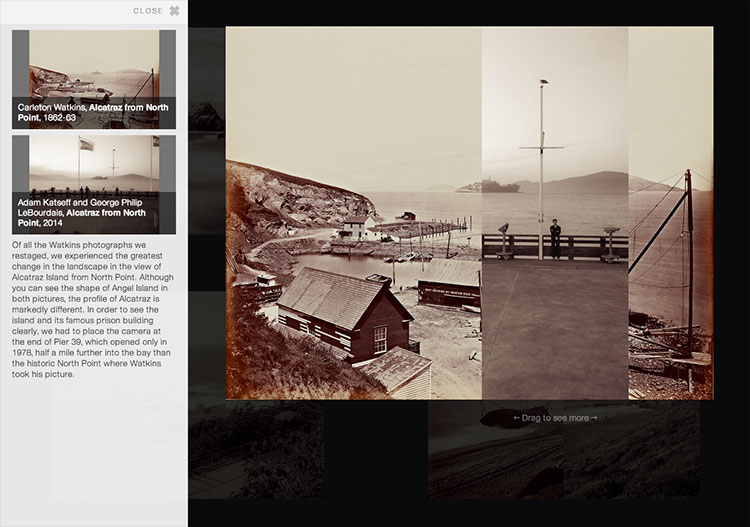 CLOSE
Carleton Watkins, Alcatraz from North
Point, 1862-63
Adam Katseff and George Philip
LeBourdais, Alcatraz from North
Point, 2014
Of all the Watkins photographs we
restaged, we experienced the greatest
change in the landscape in the view of
Alcatraz Island from North Point. Although
you can see the shape of Angel Island in
both pictures, the profile of Alcatraz is
markedly different. In order to see the
island and its famous prison building
clearly, we had to place the camera at
the end of Pier 39, which opened only in
1978, half a mile further into the bay than
the historic North Point where Watkins
took his picture.
Drag to see more